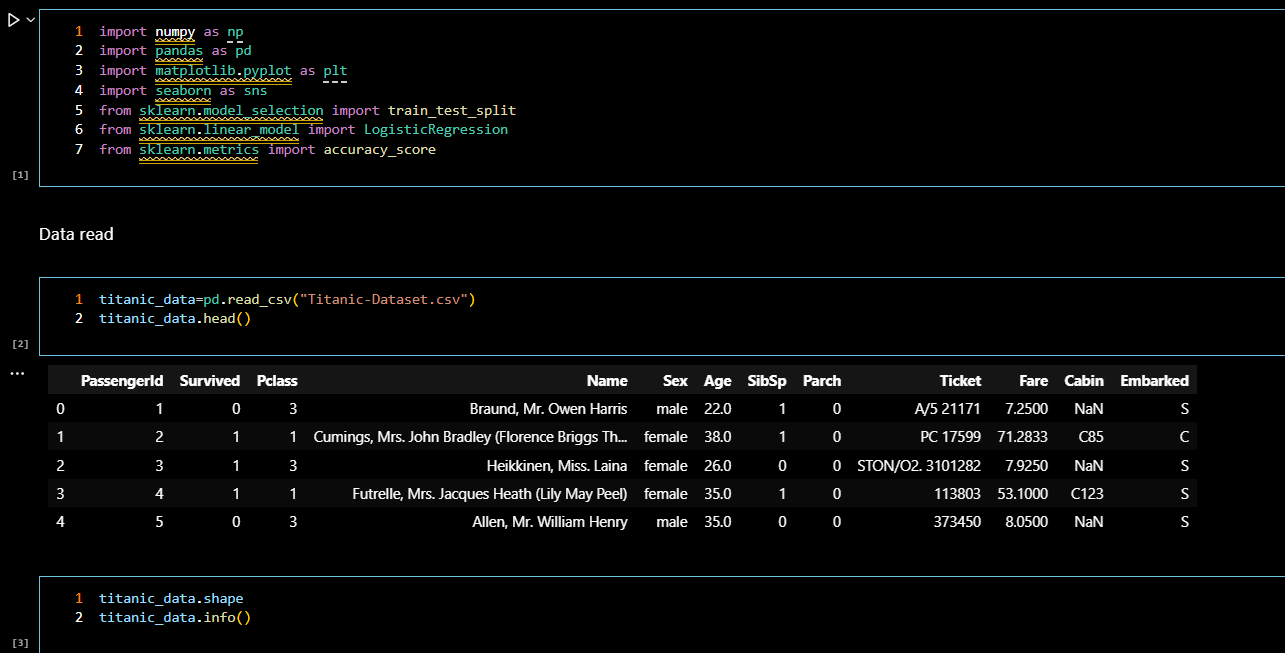 1 import numpy as np
2 import pandas as pd
3 import matplotlib.pyplot as plt
4 import seaborn as sns
5 from sklearn.model_selection import train_test_split
6 from sklearn.linear_model import LogisticRegression
7 from sklearn.metrics import accuracy_score
[1]
Data read
1 titanic_data=pd.read_csv("Titanic-Dataset.csv")
2 titanic_data.head()
[2]
...
PassengerId Survived Pclass Name Sex Age SibSp Parch Ticket Fare Cabin Embarked
0 1 0 3 Braund, Mr. Owen Harris male 22.0 1 0 A/5 21171 7.2500 NaN S
1 2 1 1 Cumings, Mrs. John Bradley (Florence Briggs Th... female 38.0 1 0 PC 17599 71.2833 C85 C
2 3 1 3 Heikkinen, Miss. Laina female 26.0 0 0 STON/O2. 3101282 7.9250 NaN S
3 4 1 1 Futrelle, Mrs. Jacques Heath (Lily May Peel) female 35.0 1 0 113803 53.1000 C123 S
4 5 0 3 Allen, Mr. William Henry male 35.0 0 0 373450 8.0500 NaN S
1 titanic_data.shape
2 titanic_data.info()
[3]